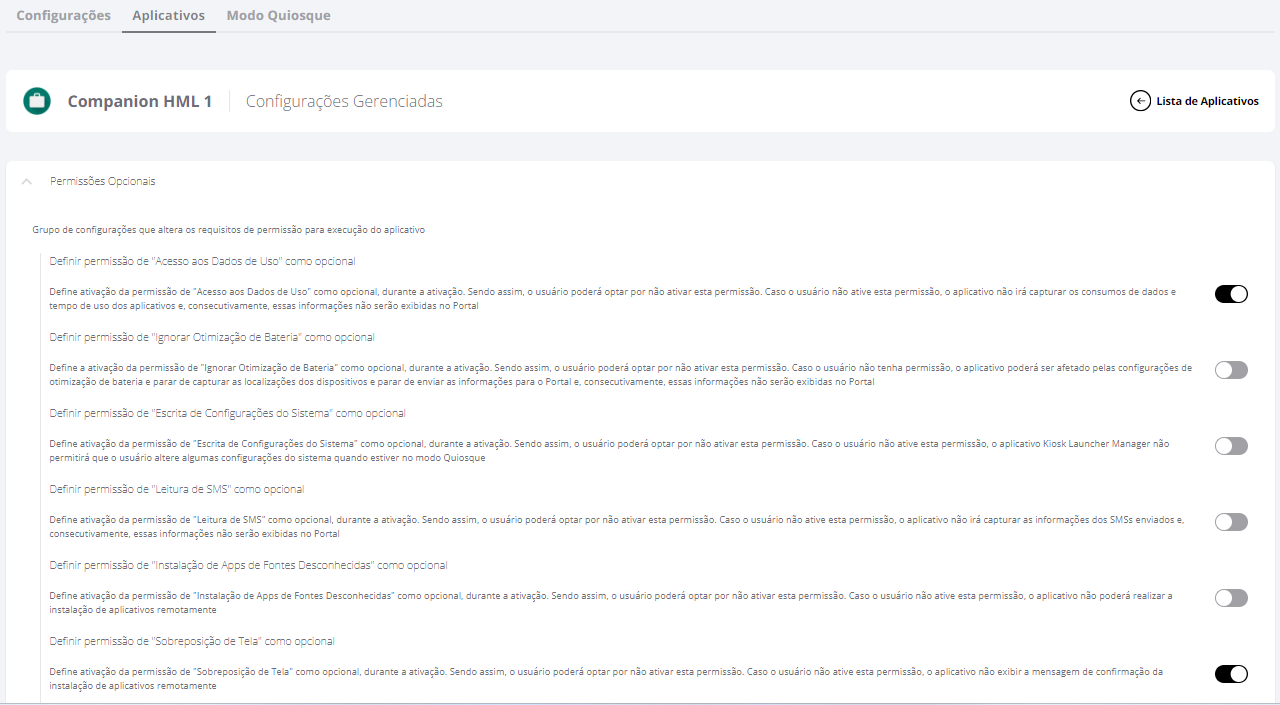 Configurações Aplicativos Modo Quiosque
Companion HML 1 Configurações Gerenciadas Lista de Aplicativos
Permissões Opcionais
Grupo de configurações que altera os requisitos de permissão para execução do aplicativo
Definir permissão de "Acesso aos Dados de Uso" como opcional
Define ativação da permissão de "Acesso aos Dados de Uso" como opcional, durante a ativação. Sendo assim, o usuário poderá optar por não ativar esta permissão. Caso o usuário não ative esta permissão, o aplicativo não irá capturar os consumos de dados e
tempo de uso dos aplicativos e, consecutivamente, essas informações não serão exibidas no Portal
Definir permissão de "Ignorar Otimização de Bateria" como opcional
Define a ativação da permissão de "Ignorar Otimização de Bateria" como opcional, durante a ativação. Sendo assim, o usuário poderá optar por não ativar esta permissão. Caso o usuário não tenha permissão, o aplicativo poderá ser afetado pelas configurações de
otimização de bateria e parar de capturar as localizações dos dispositivos e parar de enviar as informações para o Portal e, consecutivamente, essas informações não serão exibidas no Portal
Definir permissão de "Escrita de Configurações do Sistema" como opcional
Define ativação da permissão de "Escrita de Configurações do Sistema" como opcional, durante a ativação. Sendo assim, o usuário poderá optar por não ativar esta permissão. Caso o usuário não ative esta permissão, o aplicativo Kiosk Launcher Manager não
permitirá que o usuário altere algumas configurações do sistema quando estiver no modo Quiosque
Definir permissão de "Leitura de SMS" como opcional
Define ativação da permissão de "Leitura de SMS" como opcional, durante a ativação. Sendo assim, o usuário poderá optar por não ativar esta permissão. Caso o usuário não ative esta permissão, o aplicativo não irá capturar as informações dos SMSs enviados e,
consecutivamente, essas informações não serão exibidas no Portal
Definir permissão de "Instalação de Apps de Fontes Desconhecidas" como opcional
Define ativação da permissão de "Instalação de Apps de Fontes Desconhecidas" como opcional, durante a ativação. Sendo assim, o usuário poderá optar por não ativar esta permissão. Caso o usuário não ative esta permissão, o aplicativo não poderá realizar a
instalação de aplicativos remotamente
Definir permissão de "Sobreposição de Tela" como opcional
Define ativação da permissão de "Sobreposição de Tela" como opcional, durante a ativação. Sendo assim, o usuário poderá optar por não ativar esta permissão. Caso o usuário não ative esta permissão, o aplicativo não exibir a mensagem de confirmação da
instalação de aplicativos remotamente